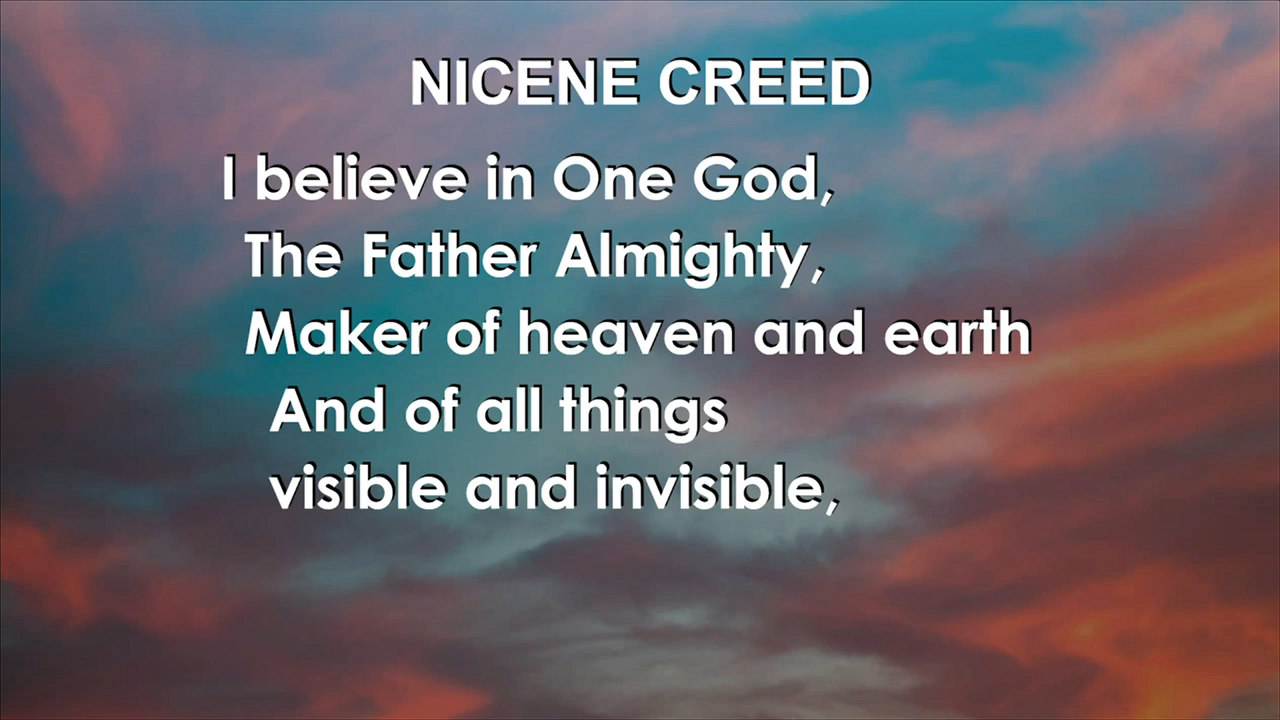 NICENE CREED
I believe in One God,
The Father Almighty,
Maker of heaven and earth
And of all things
visible and invisible,